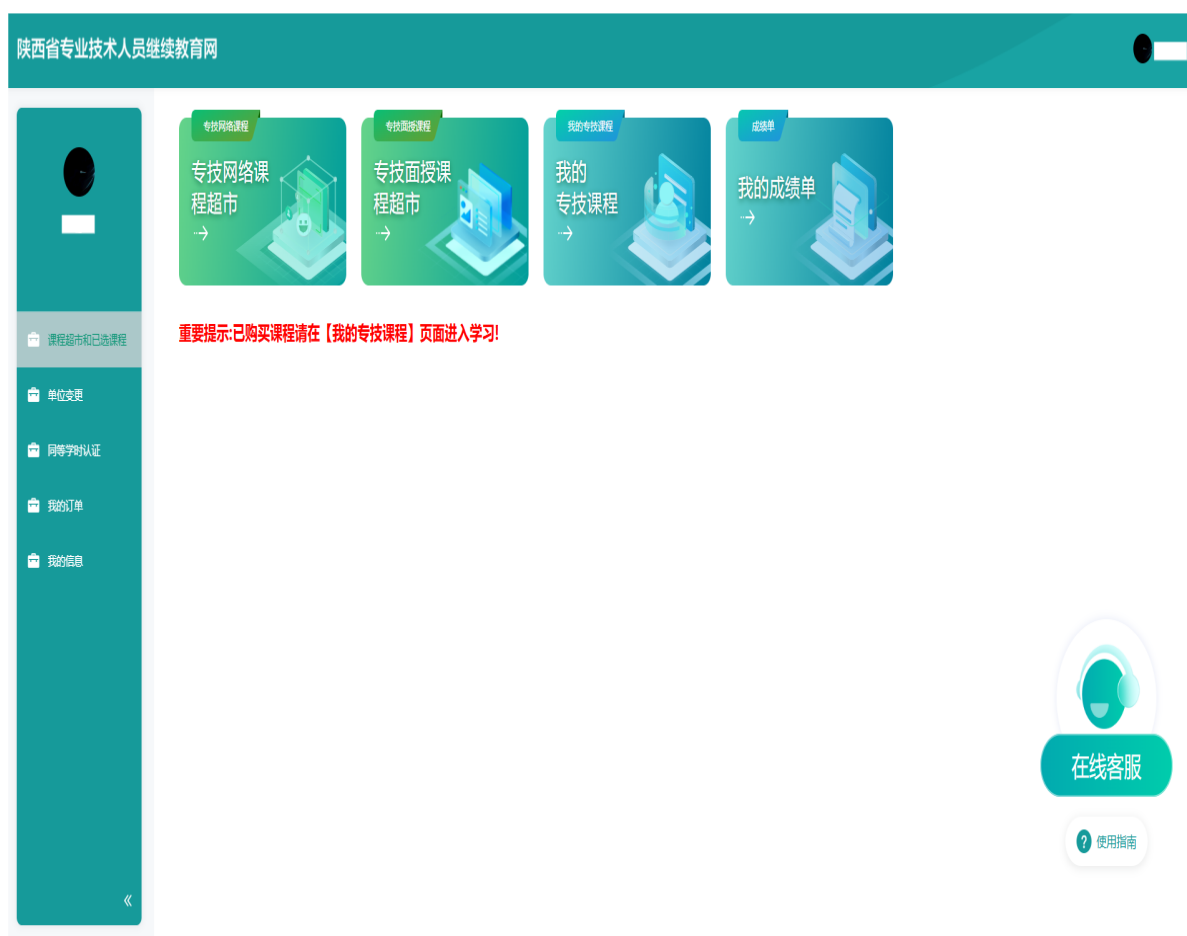 陕西省专业技术人员继续教育网
专技网络课程
专技网络课
程超市
专技面授课程
专技面授课
程超市
我的专技课程
我的
专技课程
成绩单
我的成绩单
课程超市和已选课程
单位变更
同等学时认证
我的订单
我的信息
重要提示:已购买课程请在【我的专技课程】页面进入学习!
在线客服
? 使用指南